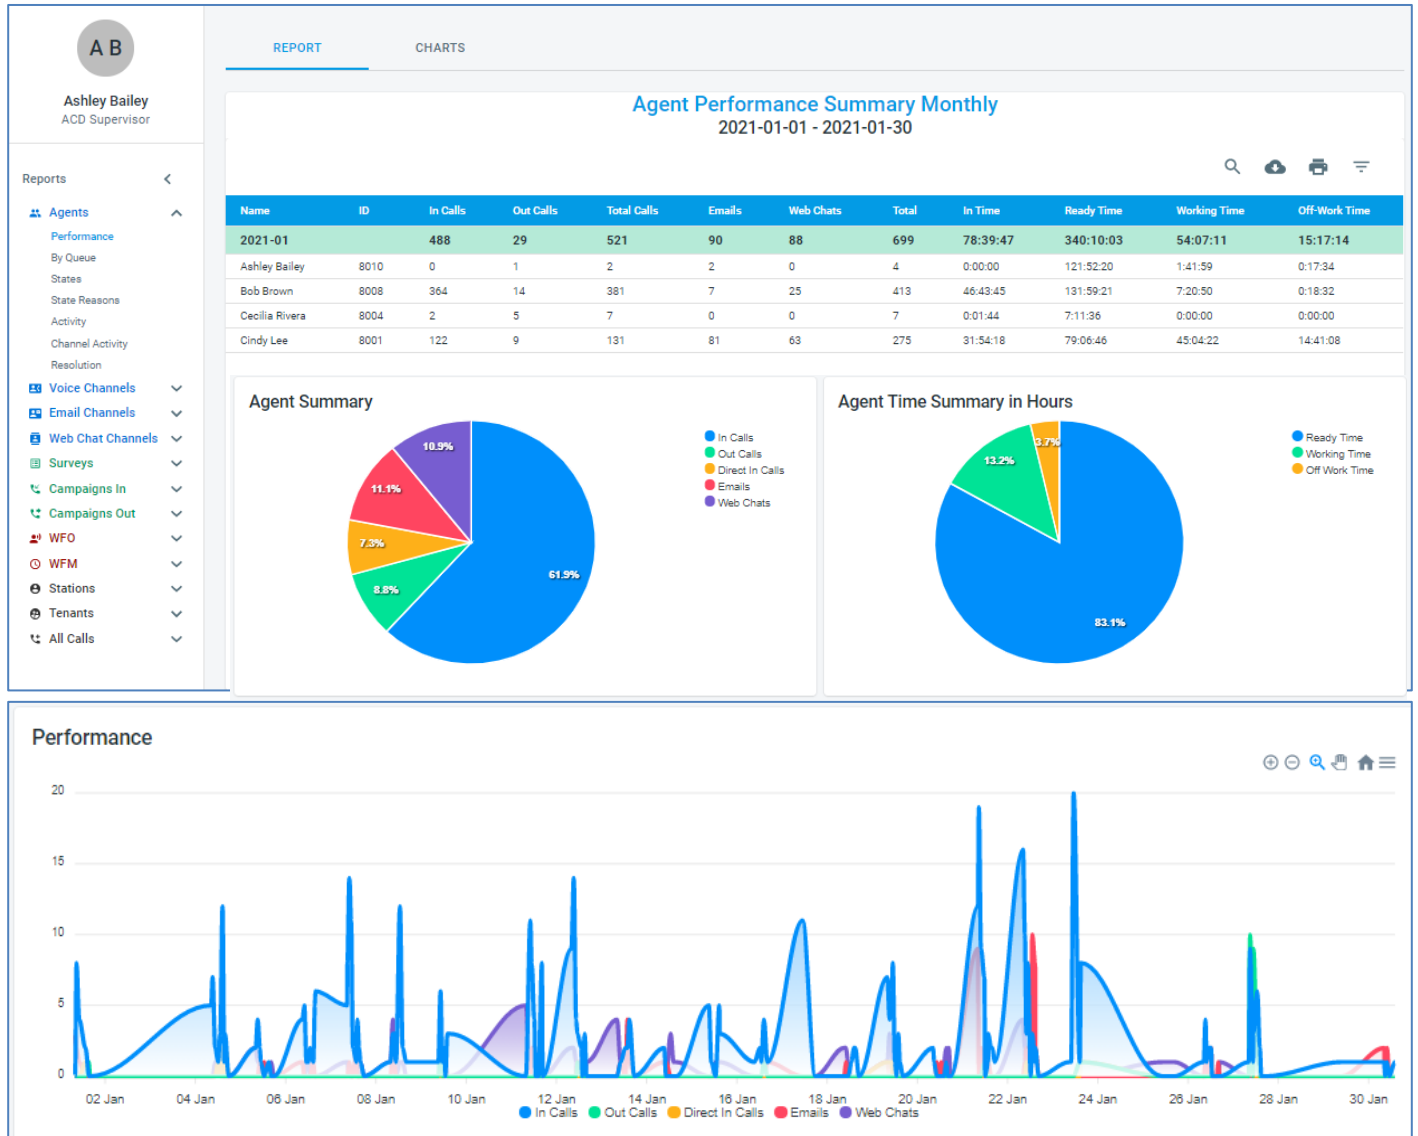 A B
Ashley Bailey
ACD Supervisor
Reports
Agents
Performance
By Queue
States
State Reasons
Activity
Channel Activity
Resolution
Voice Channels
Email Channels
Web Chat Channels
Surveys
Campaigns In
Campaigns Out
WFO
WFM
Stations
Tenants
All Calls
REPORT CHARTS
Agent Performance Summary Monthly
2021-01-01 - 2021-01-30
Name ID In Calls Out Calls Total Calls Emails Web Chats Total In Time Ready Time Working Time Off-Work Time
2021-01 488 29 521 90 88 699 78:39:47 340:10:03 54:07:11 15:17:14
Ashley Bailey 8010 0 1 2 2 0 4 0:00:00 121:52:20 1:41:59 0:17:34
Bob Brown 8008 364 14 381 7 25 413 46:43:45 131:59:21 7:20:50 0:18:32
Cecilia Rivera 8004 2 5 7 0 0 7 0:01:44 7:11:36 0:00:00 0:00:00
Cindy Lee 8001 122 9 131 81 63 275 31:54:18 79:06:46 45:04:22 14:41:08
Agent Summary
10.9%
11.1%
7.3%
8.8%
61.9%
In Calls
Out Calls
Direct In Calls
Emails
Web Chats
Agent Time Summary in Hours
3.7%
13.2%
83.1%
Ready Time
Working Time
Off Work Time
Performance
20
15
10
5
0
02 Jan 04 Jan 06 Jan 08 Jan 10 Jan 12 Jan 14 Jan 16 Jan 18 Jan 20 Jan 22 Jan 24 Jan 26 Jan 28 Jan 30 Jan
In Calls Out Calls Direct In Calls Emails Web Chats